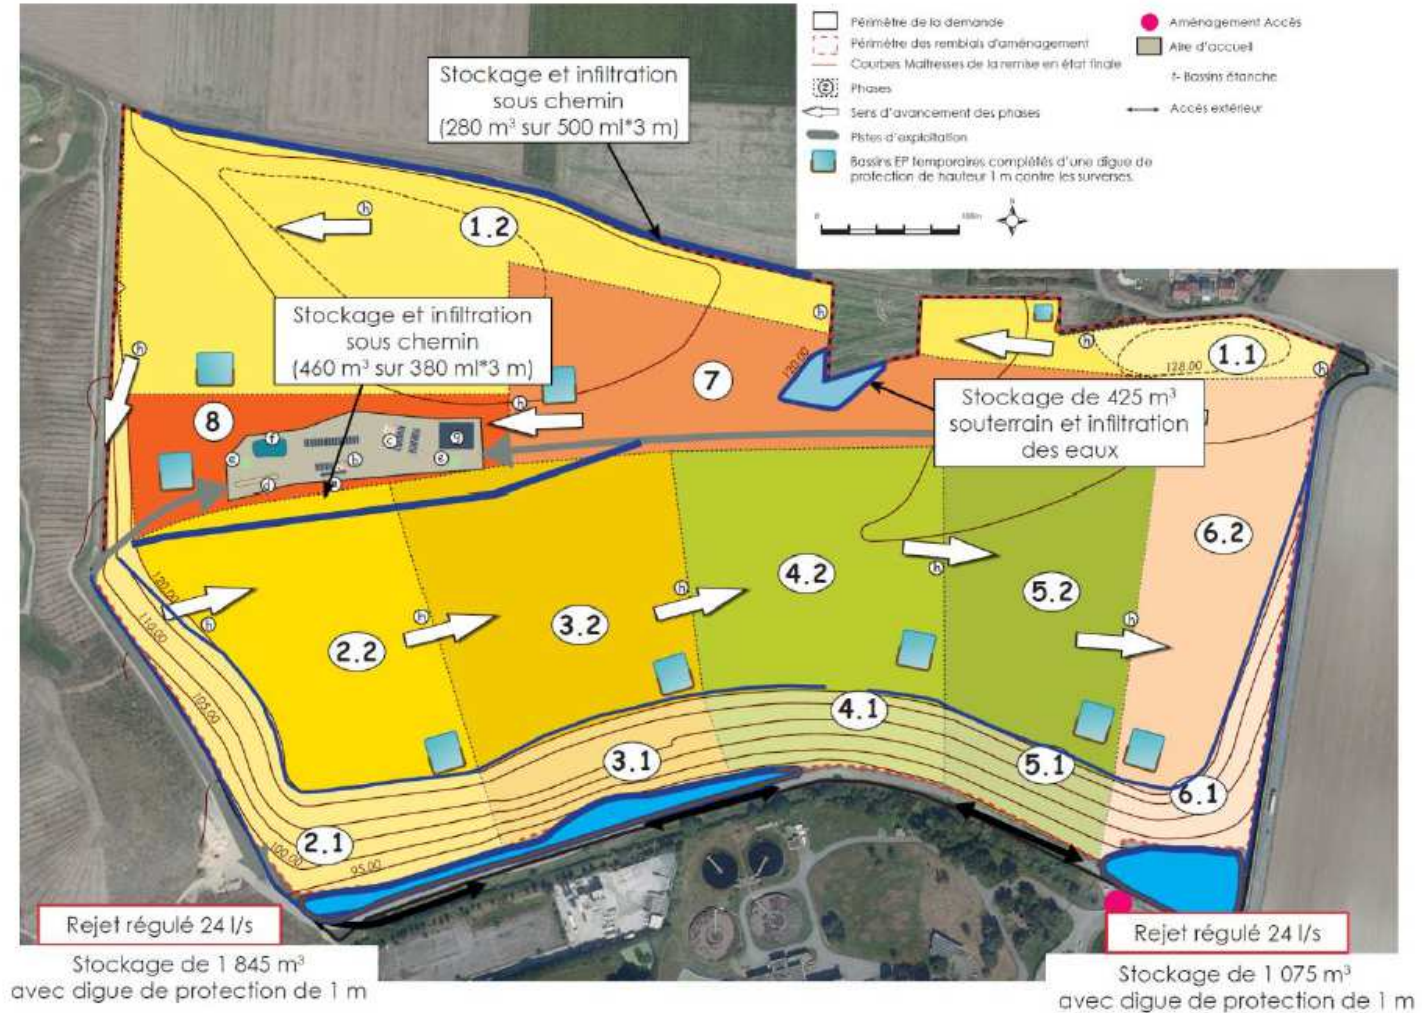 Périmètre de la demande
Périmètre des remblais d'aménagement
Courbes Maîtresses de la remise en état finale
Phases
Sens d'avancement des phases
Pistes d'exploitation
Bassins EP temporaires complétés d'une digue de
protection de hauteur 1 m contre les surverses.
Aménagement Accès
Aire d'accueil
f- Bassins étanche
Accès extérieur
N
0
Stockage et infiltration
sous chemin
(280 m³ sur 500 ml*3 m)
h
1.2
Stockage et infiltration
sous chemin
(460 m³ sur 380 ml*3 m)
h
h
h
1.1
128.00
h
120.00
7
Stockage de 425 m³
souterrain et infiltration
des eaux
8
h
f
c
g
e
b
e
d
a
6.2
4.2
5.2
h
h
h
h
h
120.00
110.00
105.00
100.00
95.00
2.2
3.2
4.1
3.1
5.1
6.1
2.1
Rejet régulé 24 l/s
Stockage de 1 845 m³
avec digue de protection de 1 m
Rejet régulé 24 l/s
Stockage de 1 075 m³
avec digue de protection de 1 m